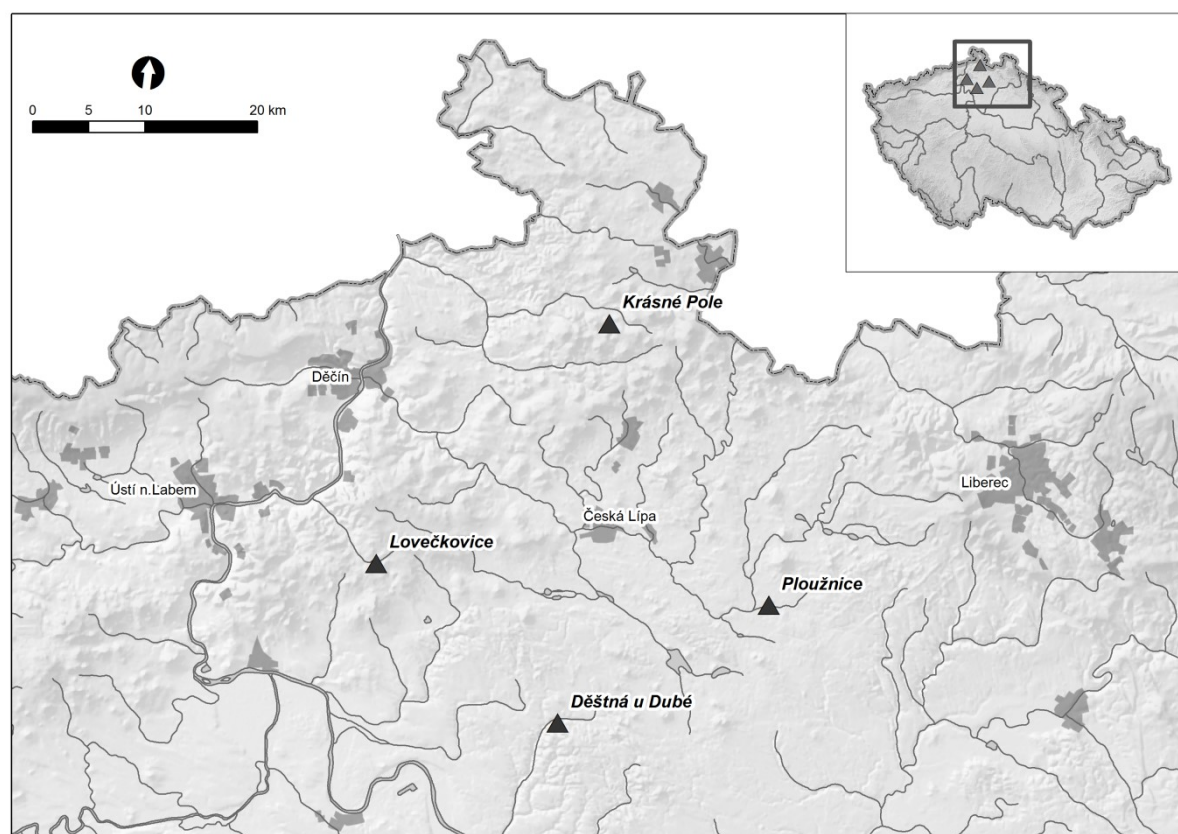 0 5 10 20 km
Krásné Pole
Děčín
Ústí n.Labem
Liberec
Česká Lípa
Lovečkovice
Ploužnice
Děštná u Dubé